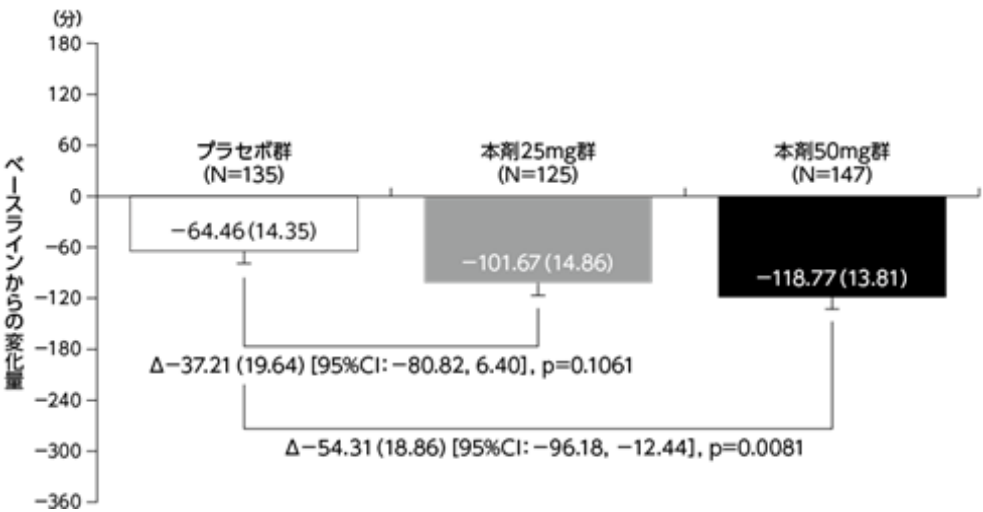 (分)
180
120
60
0
−60
−120
−180
−240
−300
−360
ベースラインからの変化量
プラセボ群
(N=135)
本剤25mg群
(N=125)
本剤50mg群
(N=147)
−64.46(14.35)
−101.67(14.86)
−118.77(13.81)
Δ−37.21(19.64)[95%CI:−80.82, 6.40], p=0.1061
Δ−54.31(18.86)[95%CI:−96.18, −12.44], p=0.0081